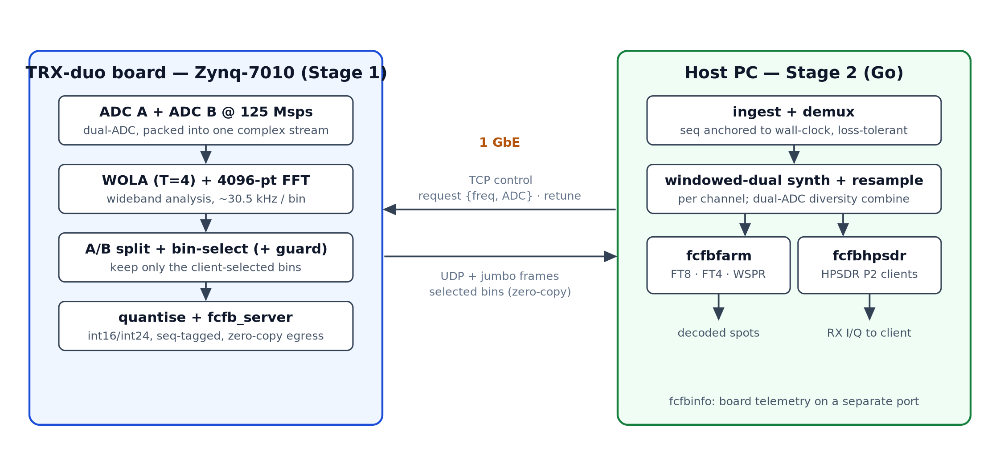 TRX-duo board — Zynq-7010 (Stage 1)
ADC A + ADC B @ 125 Msps
dual-ADC, packed into one complex stream
WOLA (T=4) + 4096-pt FFT
wideband analysis, ~30.5 kHz / bin
A/B split + bin-select (+ guard)
keep only the client-selected bins
quantise + fcfb_server
int16/int24, seq-tagged, zero-copy egress
1 GbE
TCP control
request {freq, ADC} · retune
UDP + jumbo frames
selected bins (zero-copy)
Host PC — Stage 2 (Go)
ingest + demux
seq anchored to wall-clock, loss-tolerant
windowed-dual synth + resample
per channel; dual-ADC diversity combine
fcfbfarm
FT8 · FT4 · WSPR
decoded spots
fcfbhpsdr
HPSDR P2 clients
RX I/Q to client
fcfbinfo: board telemetry on a separate port